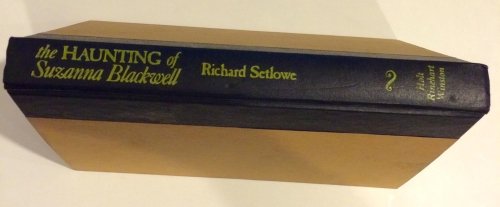 the HAUNTING of
Suzanna Blackwell
Richard Setlowe
Holt
Rinehart
Winston